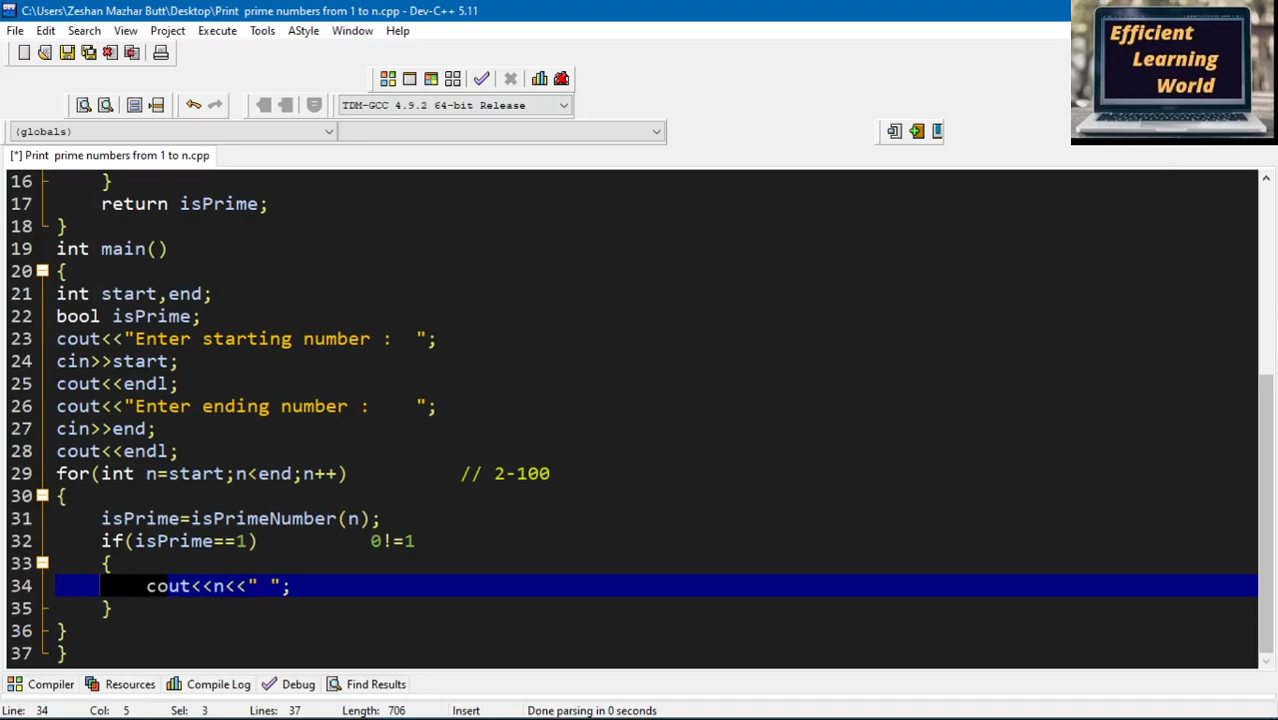 C:\Users\Zeshan Mazhar Butt\Desktop\Print  prime numbers from 1 to n.cpp - Dev-C++ 5.11
File Edit Search View Project Execute Tools AStyle Window Help
Efficient
Learning
World
TDM-GCC 4.9.2 64-bit Release
(globals)
[*] Print  prime numbers from 1 to n.cpp
16 }
17 return isPrime;
18 }
19 int main()
20 {
21 int start,end;
22 bool isPrime;
23 cout<<"Enter starting number :  ";
24 cin>>start;
25 cout<<endl;
26 cout<<"Enter ending number :    ";
27 cin>>end;
28 cout<<endl;
29 for(int n=start;n<end;n++)          // 2-100
30 {
31 isPrime=isPrimeNumber(n);
32 if(isPrime==1)          0!=1
33 {
34 cout<<n<<" ";
35 }
36 }
37 }
Compiler Resources Compile Log Debug Find Results
Line: 34 Col: 5 Sel: 3 Lines: 37 Length: 706 Insert Done parsing in 0 seconds